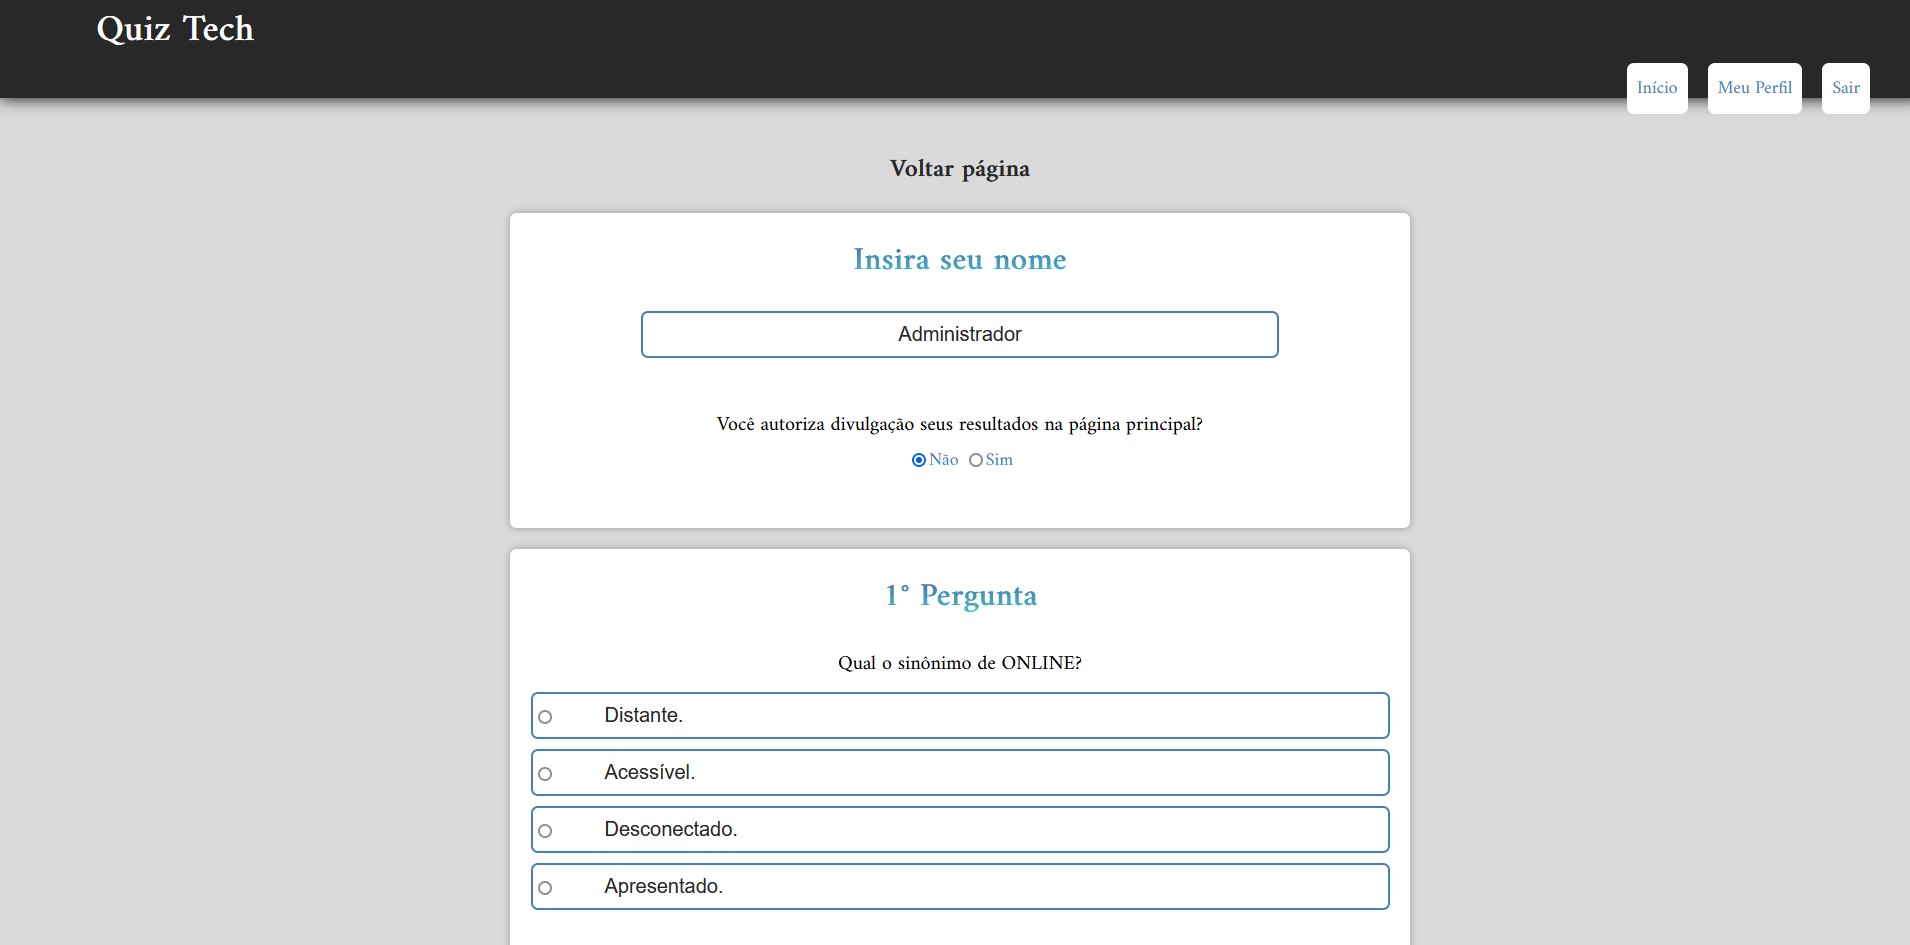 Quiz Tech
Início Meu Perfil Sair
Voltar página
Insira seu nome
Administrador
Você autoriza divulgação seus resultados na página principal?
Não Sim
1° Pergunta
Qual o sinônimo de ONLINE?
Distante.
Acessível.
Desconectado.
Apresentado.